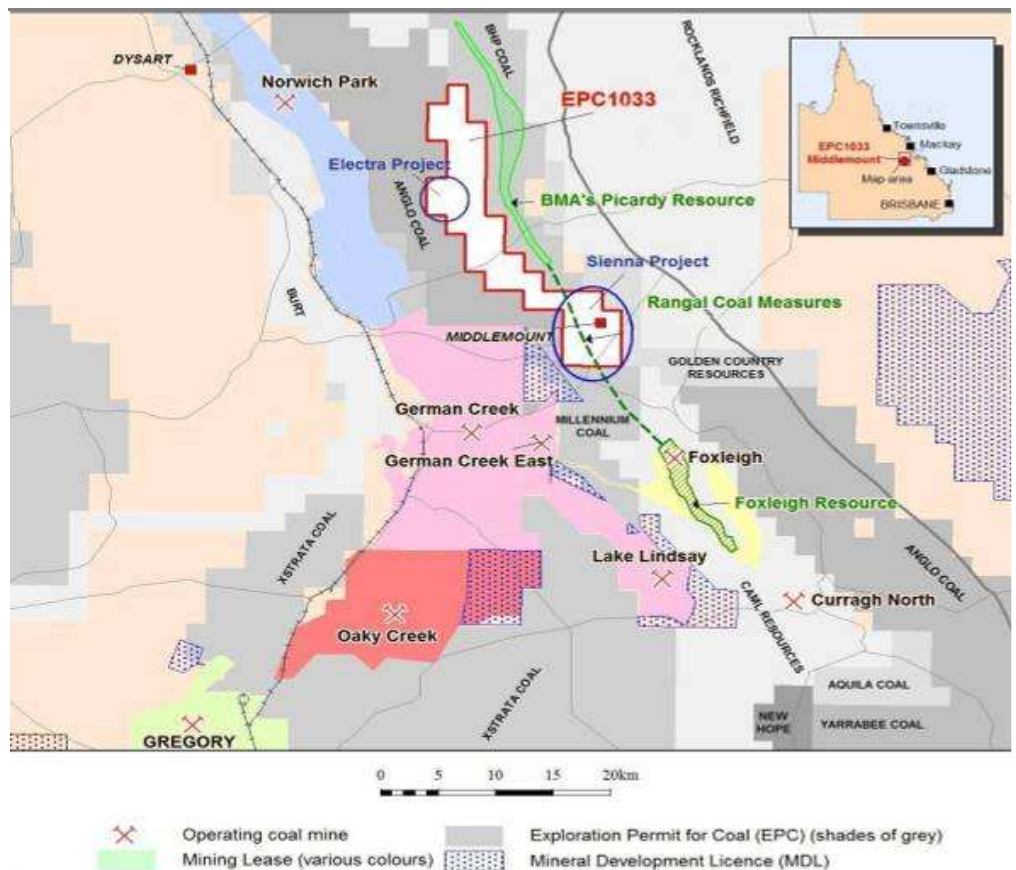 DYSART
Norwich Park
BHP COAL
ROCKLANDS RICHFIELD
EPC1033
Electra Project
ANGLO COAL
BMA's Picardy Resource
Townsville
Mackay
EPC1033
Middlemount
Map area
Gladstone
BRISBANE
Sienna Project
BURT
Rangal Coal Measures
MIDDLEMOUNT
GOLDEN COUNTRY
RESOURCES
German Creek
MILLENNIUM
COAL
German Creek East
Foxleigh
Foxleigh Resource
XSTRATA COAL
Lake Lindsay
ANGLO COAL
CAML RESOURCES
Curragh North
Oaky Creek
XSTRATA COAL
AQUILA COAL
NEW
HOPE
YARRABEE COAL
GREGORY
0 5 10 15 20km
Operating coal mine
Exploration Permit for Coal (EPC) (shades of grey)
Mining Lease (various colours)
Mineral Development Licence (MDL)